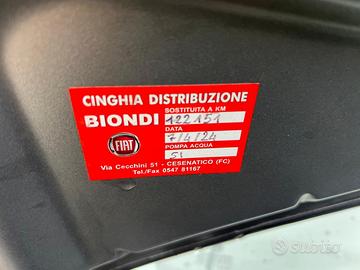 CINGHIA DISTRIBUZIONE
SOSTITUITA A KM
BIONDI 122151
DATA
7/4/24
FIAT
POMPA ACQUA
SI
Via Cecchini 51 - CESENATICO (FC)
Tel./Fax 0547 81167
subito